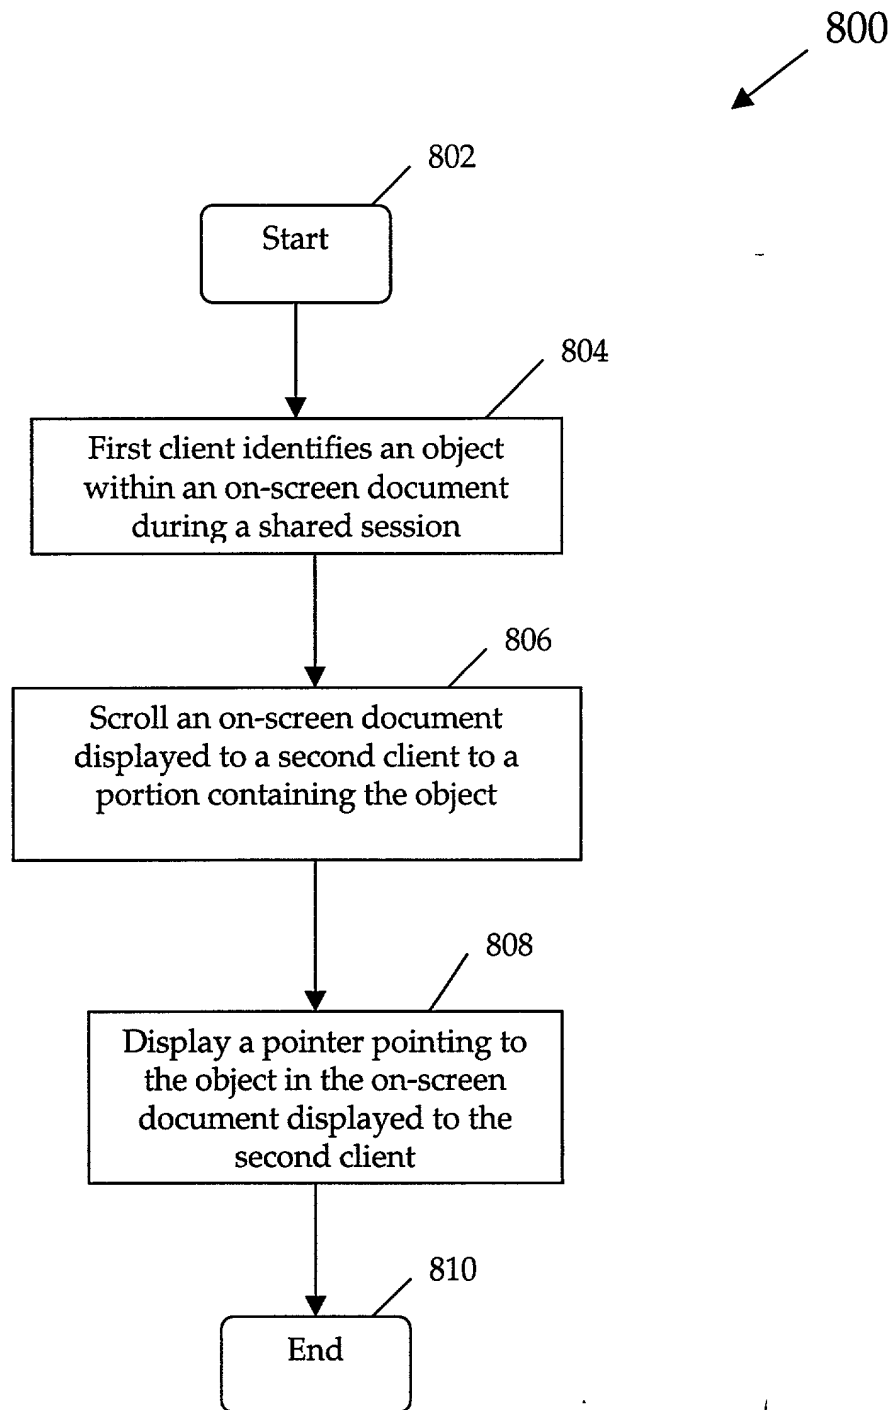 800
802
Start
804
First client identifies an object
within an on-screen document
during a shared session
806
Scroll an on-screen document
displayed to a second client to a
portion containing the object
808
Display a pointer pointing to
the object in the on-screen
document displayed to the
second client
810
End